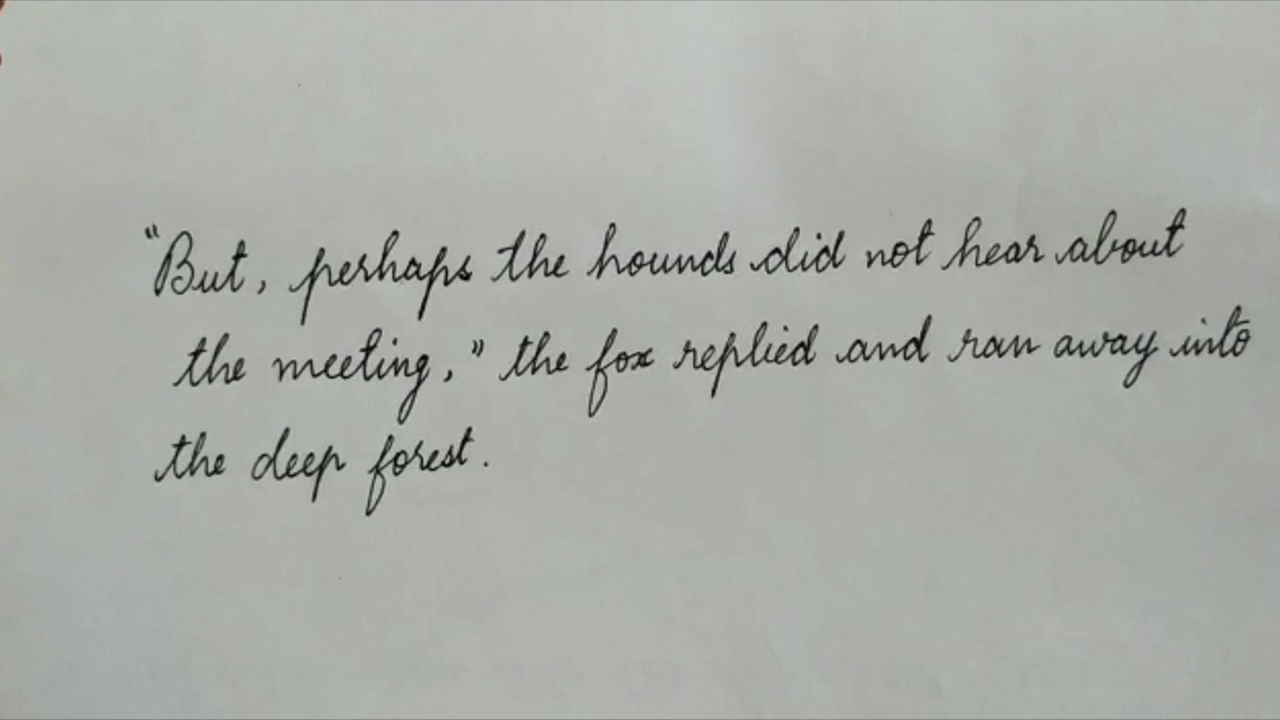 "But, perhaps the hounds did not hear about
the meeting," the fox replied and ran away into
the deep forest.